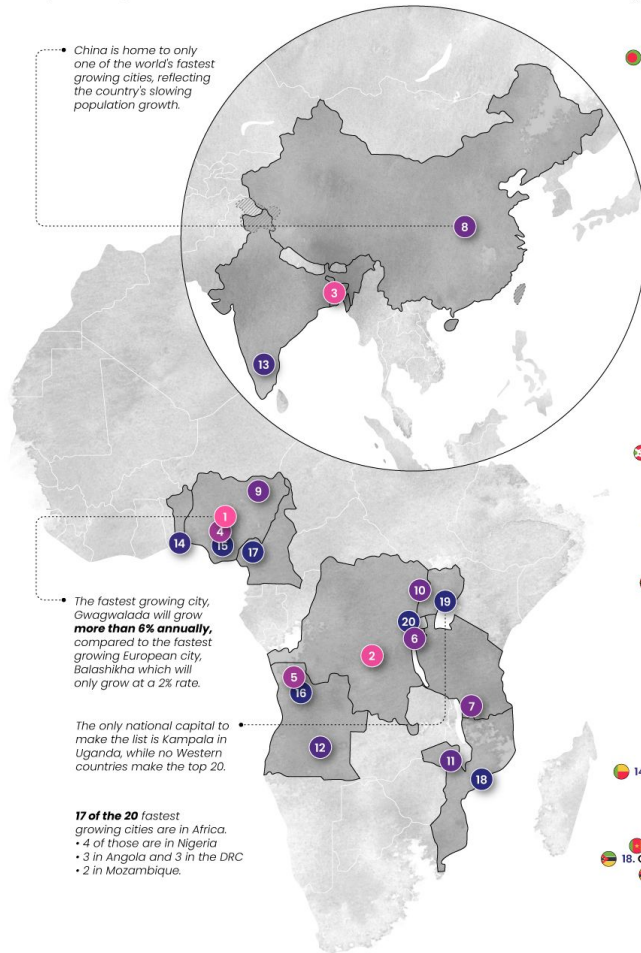 China is home to only
one of the world's fastest
growing cities, reflecting
the country's slowing
population growth.
8
3
13
9
1
4
14
15
17
10
19
20
6
2
5
16
7
12
11
18
The fastest growing city,
Gwagwalada will grow
more than 6% annually,
compared to the fastest
growing European city,
Balashikha which will
only grow at a 2% rate.
The only national capital to
make the list is Kampala in
Uganda, while no Western
countries make the top 20.
17 of the 20 fastest
growing cities are in Africa.
• 4 of those are in Nigeria
• 3 in Angola and 3 in the DRC
• 2 in Mozambique.
14
18.